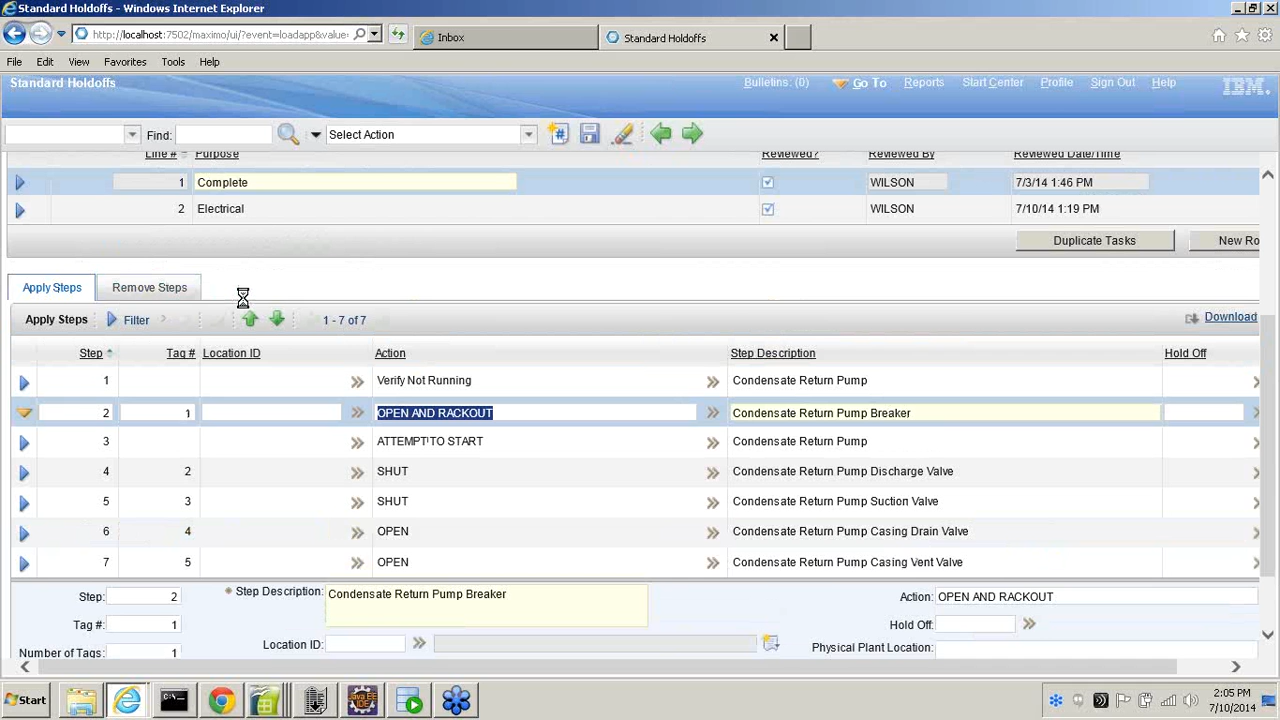 Standard Holdoffs - Windows Internet Explorer
http://localhost:7502/maximo/ui/?event=loadapp&value=
Inbox
Standard Holdoffs
File Edit View Favorites Tools Help
Standard Holdoffs
Bulletins: (0) Go To Reports Start Center Profile Sign Out Help IBM.
Find: Select Action
Line # Purpose Reviewed? Reviewed By Reviewed Date/Time
1 Complete WILSON 7/3/14 1:46 PM
2 Electrical WILSON 7/10/14 1:19 PM
Duplicate Tasks New Ro
Apply Steps Remove Steps
Apply Steps Filter 1 - 7 of 7 Download
Step Tag # Location ID Action Step Description Hold Off
1 Verify Not Running Condensate Return Pump
2 1 OPEN AND RACKOUT Condensate Return Pump Breaker
3 ATTEMPT TO START Condensate Return Pump
4 2 SHUT Condensate Return Pump Discharge Valve
5 3 SHUT Condensate Return Pump Suction Valve
6 4 OPEN Condensate Return Pump Casing Drain Valve
7 5 OPEN Condensate Return Pump Casing Vent Valve
Step: 2 Step Description: Condensate Return Pump Breaker Action: OPEN AND RACKOUT
Tag #: 1 Hold Off:
Number of Tags: 1 Location ID: Physical Plant Location:
Start
2:05 PM
7/10/2014